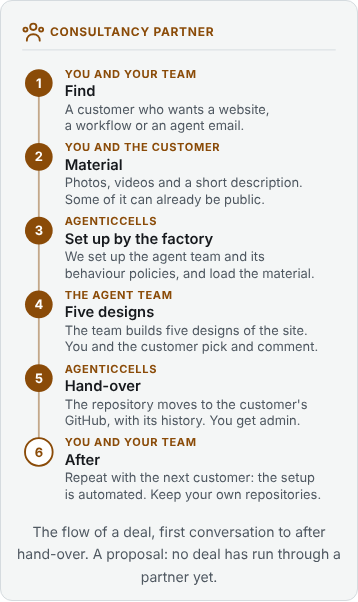 CONSULTANCY PARTNER
1
YOU AND YOUR TEAM
Find
A customer who wants a website,
a workflow or an agent email.
2
YOU AND THE CUSTOMER
Material
Photos, videos and a short description.
Some of it can already be public.
3
AGENTICCELLS
Set up by the factory
We set up the agent team and its
behaviour policies, and load the material.
4
THE AGENT TEAM
Five designs
The team builds five designs of the site.
You and the customer pick and comment.
5
AGENTICCELLS
Hand-over
The repository moves to the customer's
GitHub, with its history. You get admin.
6
YOU AND YOUR TEAM
After
Repeat with the next customer: the setup
is automated. Keep your own repositories.
The flow of a deal, first conversation to after
hand-over. A proposal: no deal has run through a
partner yet.